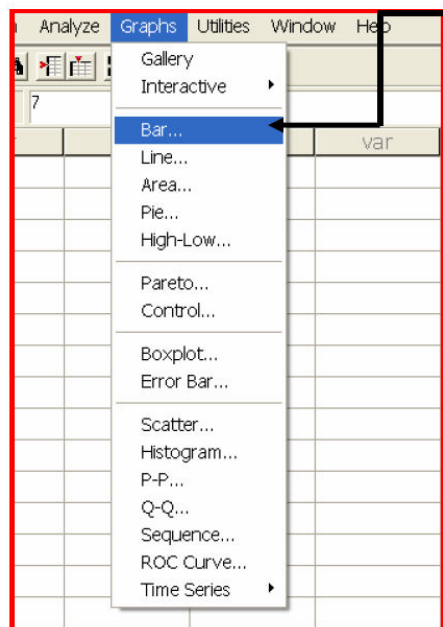 Analyze Graphs Utilities Window Help
Gallery
Interactive
7
Bar...
var
Line...
Area...
Pie...
High-Low...
Pareto...
Control...
Boxplot...
Error Bar...
Scatter...
Histogram...
P-P...
Q-Q...
Sequence...
ROC Curve...
Time Series